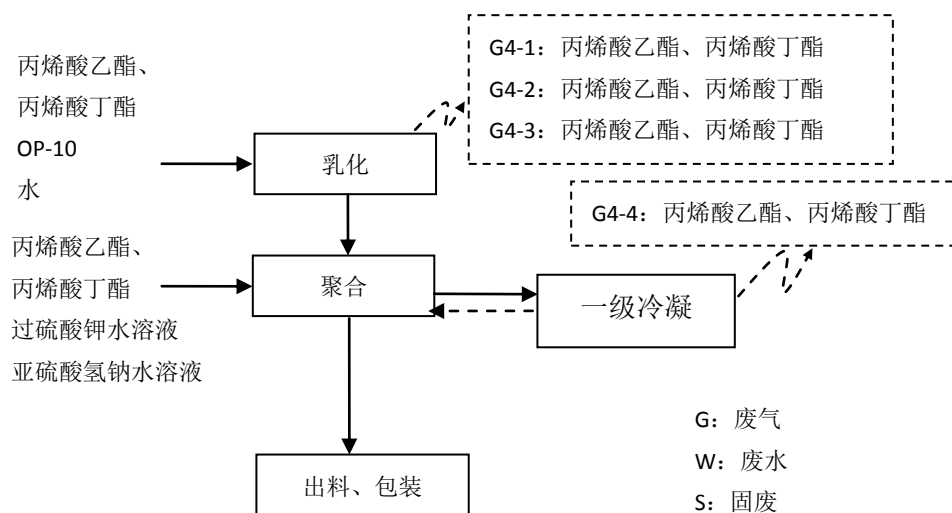 丙烯酸乙酯、
丙烯酸丁酯
OP-10
水
G4-1：丙烯酸乙酯、丙烯酸丁酯
G4-2：丙烯酸乙酯、丙烯酸丁酯
G4-3：丙烯酸乙酯、丙烯酸丁酯
乳化
G4-4：丙烯酸乙酯、丙烯酸丁酯
丙烯酸乙酯、
丙烯酸丁酯
过硫酸钾水溶液
亚硫酸氢钠水溶液
聚合
一级冷凝
出料、包装
G：废气
W：废水
S：固废